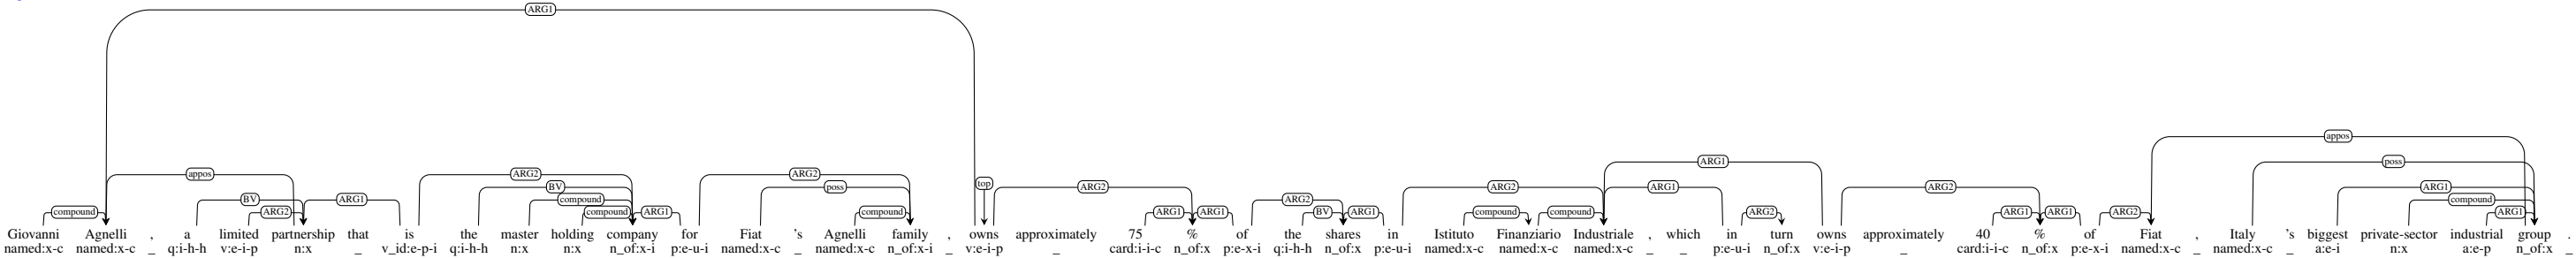 ARG1
appos
appos ARG2 ARG2 ARG1 poss
BV ARG1 BV poss top ARG2 ARG2 ARG1 ARG2 ARG1
ARG2 compound ARG2 compound
compound compound ARG1 compound ARG1 ARG1 BV ARG1 compound compound ARG2 ARG1 ARG1 ARG2 ARG1
Giovanni Agnelli , a limited partnership that is the master holding company for Fiat 's Agnelli family , owns approximately 75 % of the shares in Istituto Finanziario Industriale , which in turn owns approximately 40 % of Fiat , Italy 's biggest private-sector industrial group .
named:x-c named:x-c _ q:i-h-h v:e-i-p n:x _ v_id:e-p-i q:i-h-h n:x n:x n_of:x-i p:e-u-i named:x-c _ named:x-c n_of:x-i _ v:e-i-p _ card:i-i-c n_of:x p:e-x-i q:i-h-h n_of:x p:e-u-i named:x-c named:x-c named:x-c _ _ p:e-u-i n_of:x v:e-i-p _ card:i-i-c n_of:x p:e-x-i named:x-c _ named:x-c _ a:e-i n:x a:e-p n_of:x _